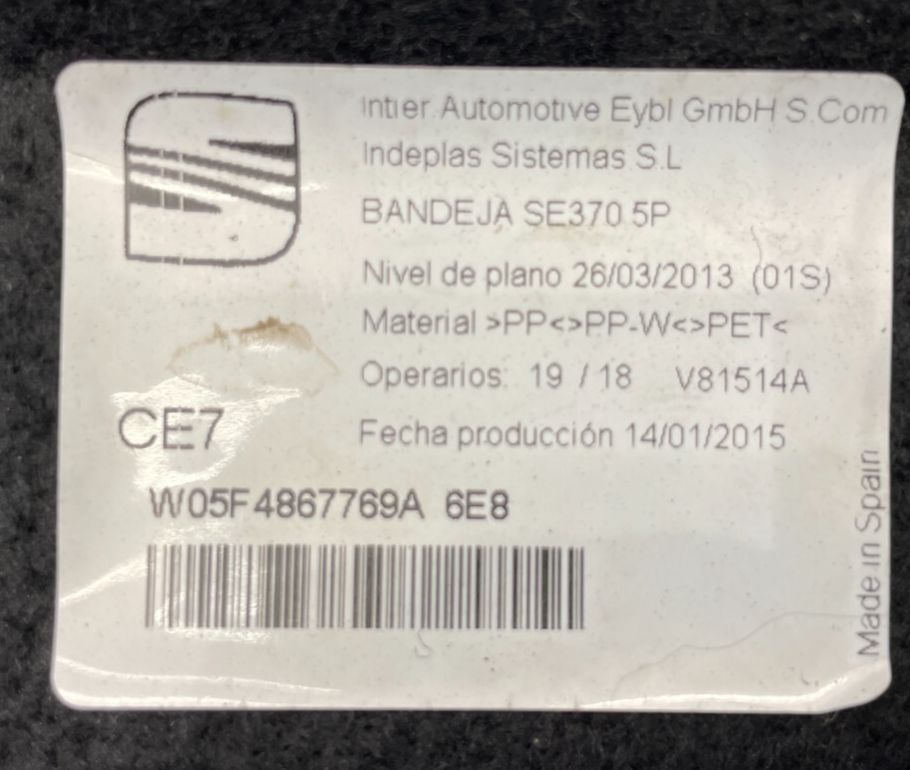 Intier Automotive Eybl GmbH S.Com
Indeplas Sistemas S.L
BANDEJA SE370 5P
Nivel de plano 26/03/2013 (01S)
Material >PP<>PP-W<>PET<
Operarios: 19 / 18 V81514A
CE7
Fecha producción 14/01/2015
W05F4867769A 6E8
Made in Spain